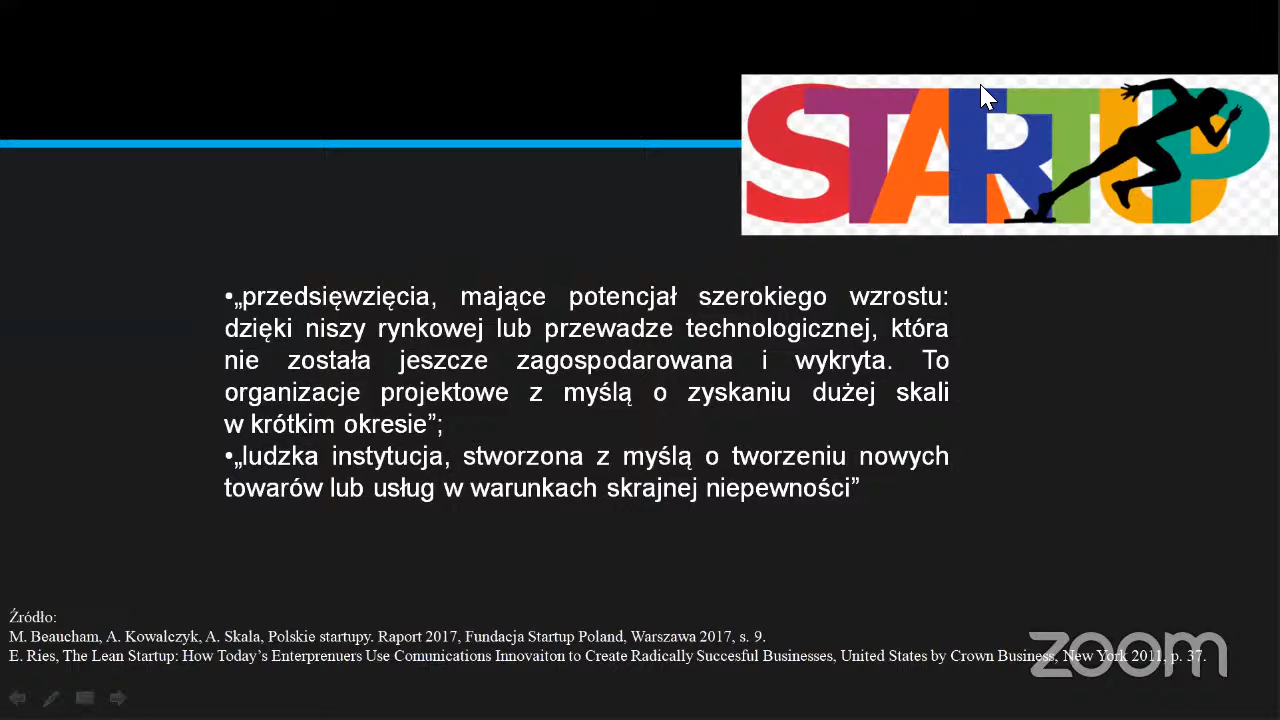 STARTUP
•„przedsięwzięcia, mające potencjał szerokiego wzrostu:
dzięki niszy rynkowej lub przewadze technologicznej, która
nie została jeszcze zagospodarowana i wykryta. To
organizacje projektowe z myślą o zyskaniu dużej skali
w krótkim okresie”;
•„ludzka instytucja, stworzona z myślą o tworzeniu nowych
towarów lub usług w warunkach skrajnej niepewności”
Źródło:
M. Beaucham, A. Kowalczyk, A. Skala, Polskie startupy. Raport 2017, Fundacja Startup Poland, Warszawa 2017, s. 9.
E. Ries, The Lean Startup: How Today’s Enterprenuers Use Comunications Innovaiton to Create Radically Succesful Businesses, United States by Crown Business, New York 2011, p. 37.
zoom